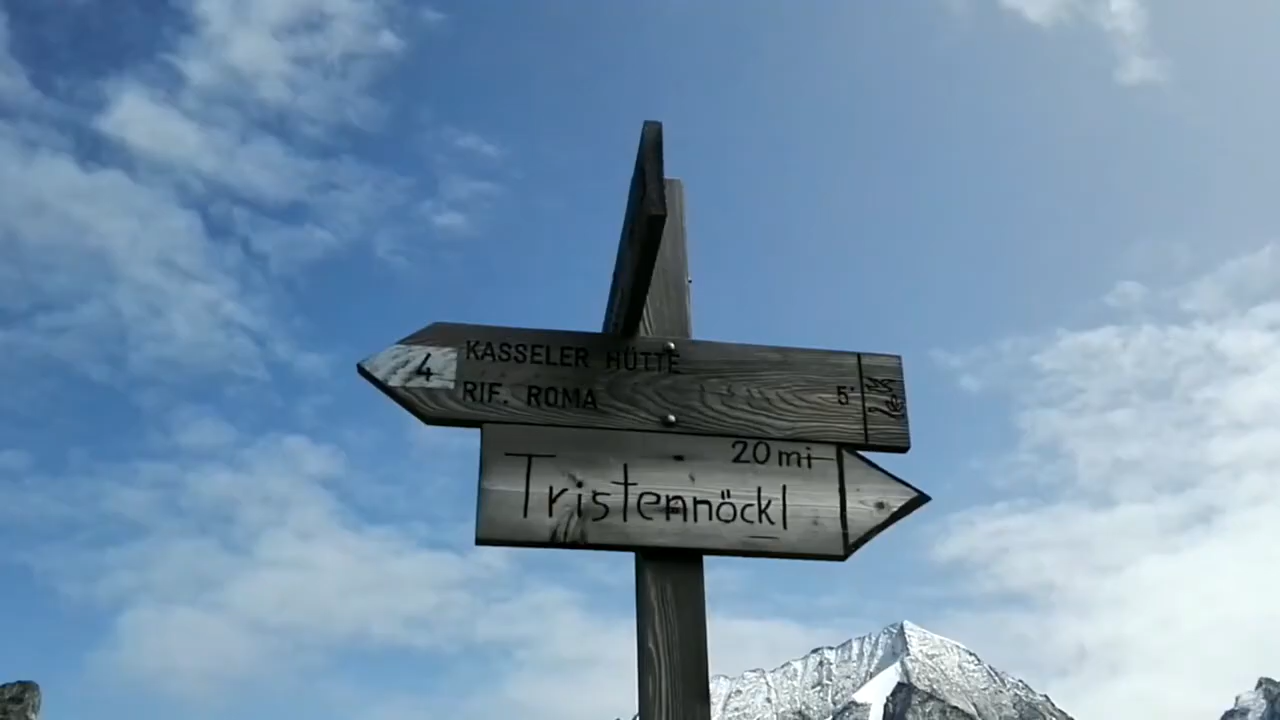 4
KASSELER HÜTTE
RIF. ROMA
5'
20 mi
Tristennöckl